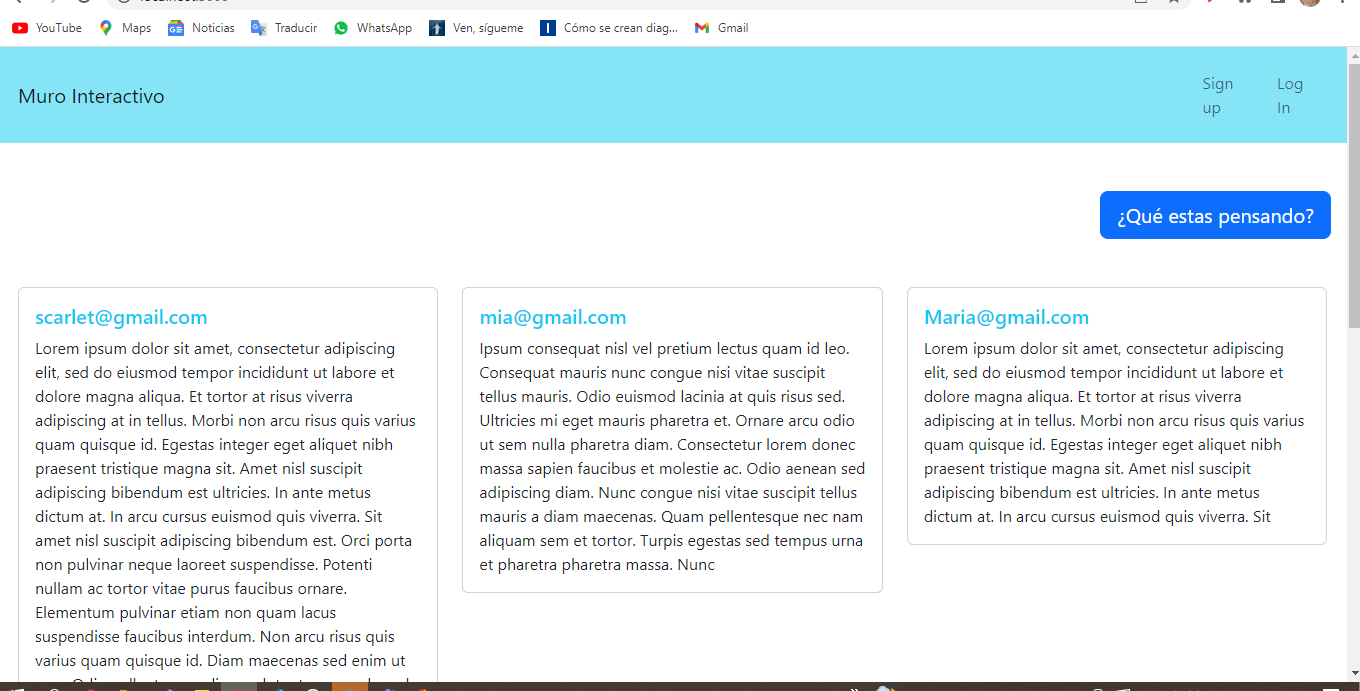 YouTube Maps Noticias Traducir WhatsApp Ven, sígueme Cómo se crean diag... Gmail
Muro Interactivo
Sign
up
Log
In
¿Qué estas pensando?
scarlet@gmail.com
Lorem ipsum dolor sit amet, consectetur adipiscing
elit, sed do eiusmod tempor incididunt ut labore et
dolore magna aliqua. Et tortor at risus viverra
adipiscing at in tellus. Morbi non arcu risus quis varius
quam quisque id. Egestas integer eget aliquet nibh
praesent tristique magna sit. Amet nisl suscipit
adipiscing bibendum est ultricies. In ante metus
dictum at. In arcu cursus euismod quis viverra. Sit
amet nisl suscipit adipiscing bibendum est. Orci porta
non pulvinar neque laoreet suspendisse. Potenti
nullam ac tortor vitae purus faucibus ornare.
Elementum pulvinar etiam non quam lacus
suspendisse faucibus interdum. Non arcu risus quis
varius quam quisque id. Diam maecenas sed enim ut
mia@gmail.com
Ipsum consequat nisl vel pretium lectus quam id leo.
Consequat mauris nunc congue nisi vitae suscipit
tellus mauris. Odio euismod lacinia at quis risus sed.
Ultricies mi eget mauris pharetra et. Ornare arcu odio
ut sem nulla pharetra diam. Consectetur lorem donec
massa sapien faucibus et molestie ac. Odio aenean sed
adipiscing diam. Nunc congue nisi vitae suscipit tellus
mauris a diam maecenas. Quam pellentesque nec nam
aliquam sem et tortor. Turpis egestas sed tempus urna
et pharetra pharetra massa. Nunc
Maria@gmail.com
Lorem ipsum dolor sit amet, consectetur adipiscing
elit, sed do eiusmod tempor incididunt ut labore et
dolore magna aliqua. Et tortor at risus viverra
adipiscing at in tellus. Morbi non arcu risus quis varius
quam quisque id. Egestas integer eget aliquet nibh
praesent tristique magna sit. Amet nisl suscipit
adipiscing bibendum est ultricies. In ante metus
dictum at. In arcu cursus euismod quis viverra. Sit